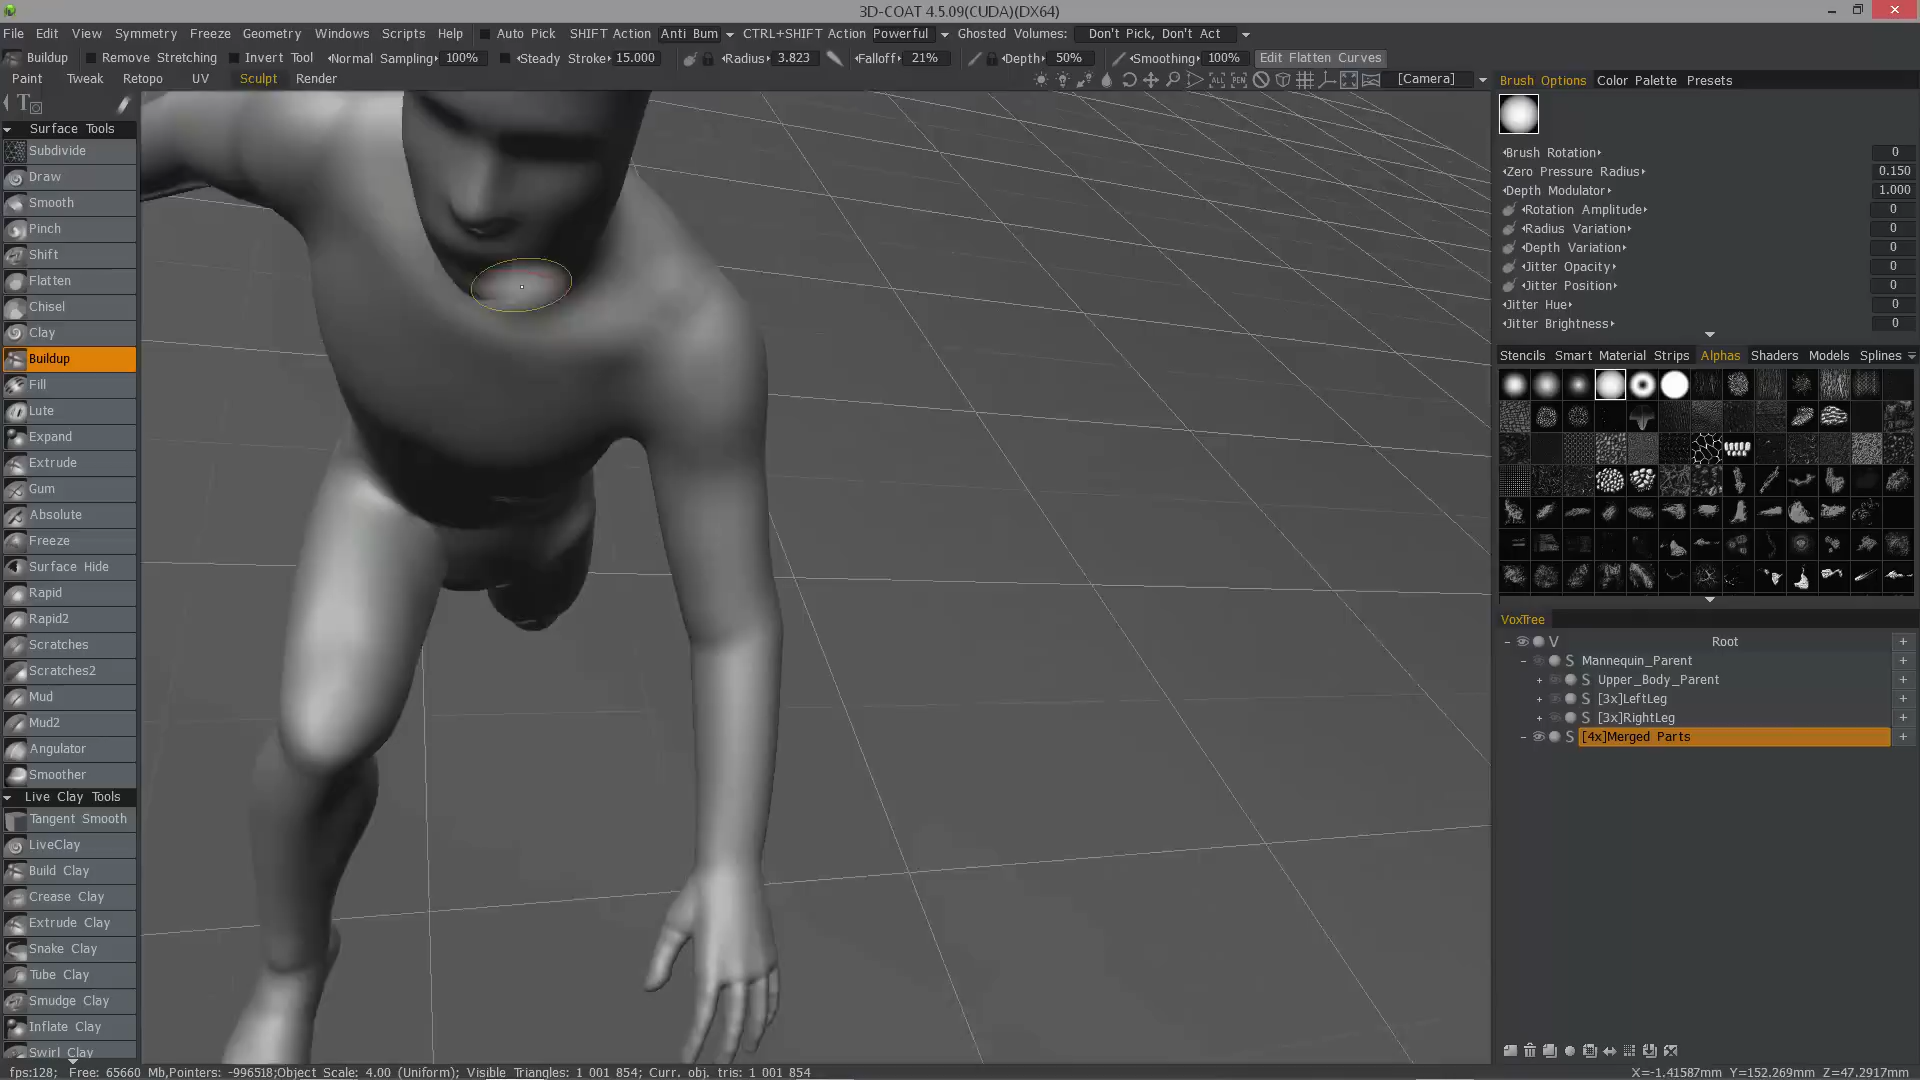 3D-COAT 4.5.09(CUDA)(DX64)
File Edit View Symmetry Freeze Geometry Windows Scripts Help Auto Pick SHIFT Action Anti Bum CTRL+SHIFT Action Powerful Ghosted Volumes: Don't Pick, Don't Act
Buildup Remove Stretching Invert Tool Normal Sampling 100% Steady Stroke 15.000 Radius 3.823 Falloff 21% Depth 50% Smoothing 100% Edit Flatten Curves
Paint Tweak Retopo UV Sculpt Render [Camera]
Surface Tools
Subdivide
Draw
Smooth
Pinch
Shift
Flatten
Chisel
Clay
Buildup
Fill
Lute
Expand
Extrude
Gum
Absolute
Freeze
Surface Hide
Rapid
Rapid2
Scratches
Scratches2
Mud
Mud2
Angulator
Smoother
Live Clay Tools
Tangent Smooth
LiveClay
Build Clay
Crease Clay
Extrude Clay
Snake Clay
Tube Clay
Smudge Clay
Inflate Clay
Swirl Clay
Brush Options Color Palette Presets
Brush Rotation 0
Zero Pressure Radius 0.150
Depth Modulator 1.000
Rotation Amplitude 0
Radius Variation 0
Depth Variation 0
Jitter Opacity 0
Jitter Position 0
Jitter Hue 0
Jitter Brightness 0
Stencils Smart Material Strips Alphas Shaders Models Splines
VoxTree
V Root +
S Mannequin_Parent +
+ S Upper_Body_Parent +
+ S [3x]LeftLeg +
+ S [3x]RightLeg +
S [4x]Merged Parts +
fps:128; Free: 65660 Mb,Pointers: -996518;Object Scale: 4.00 (Uniform); Visible Triangles: 1 001 854; Curr. obj. tris: 1 001 854
X=-1.41587mm Y=152.269mm Z=47.2917mm